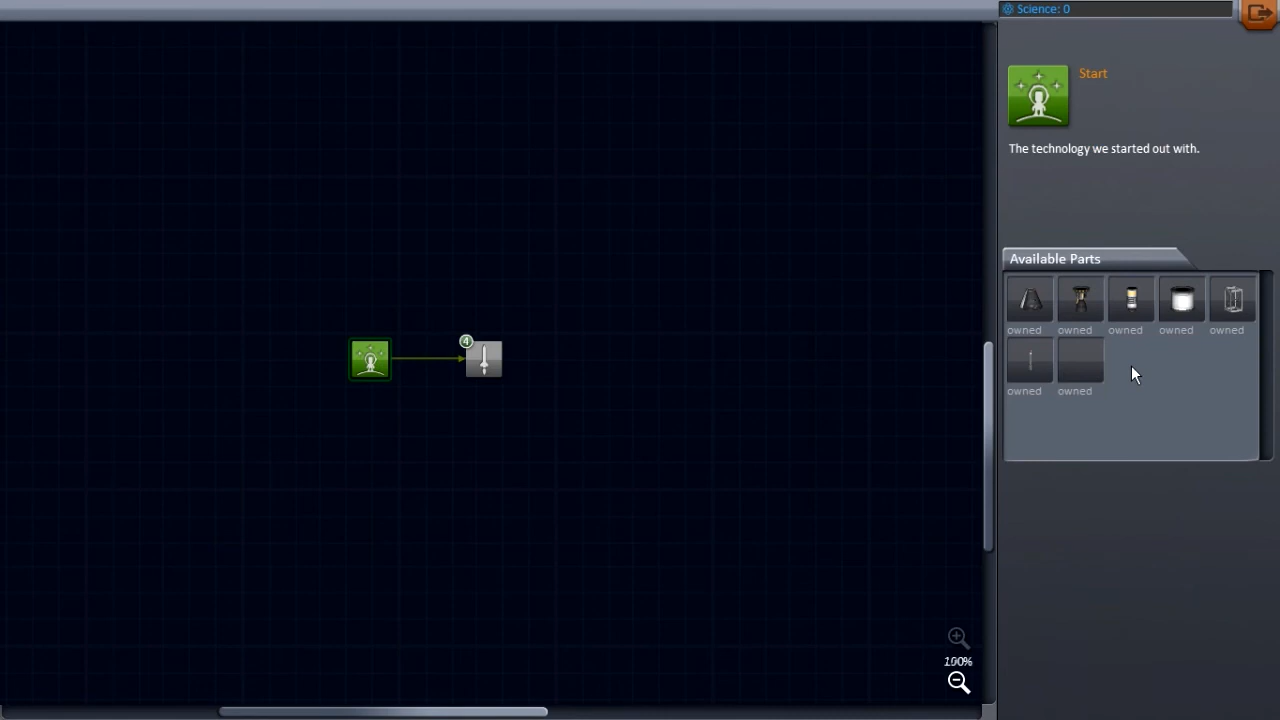 Science: 0
Start
The technology we started out with.
Available Parts
owned owned owned owned owned
owned owned
4
100%